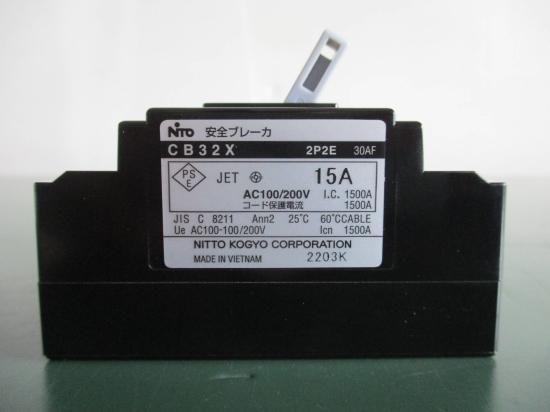 NITO 安全ブレーカ
CB32X 2P2E 30AF
PS E JET 15A
AC100/200V I.C. 1500A
コード保護電流 1500A
JIS C 8211 Ann2 25°C 60°CCABLE
Ue AC100-100/200V Icn 1500A
NITTO KOGYO CORPORATION
MADE IN VIETNAM 2203K